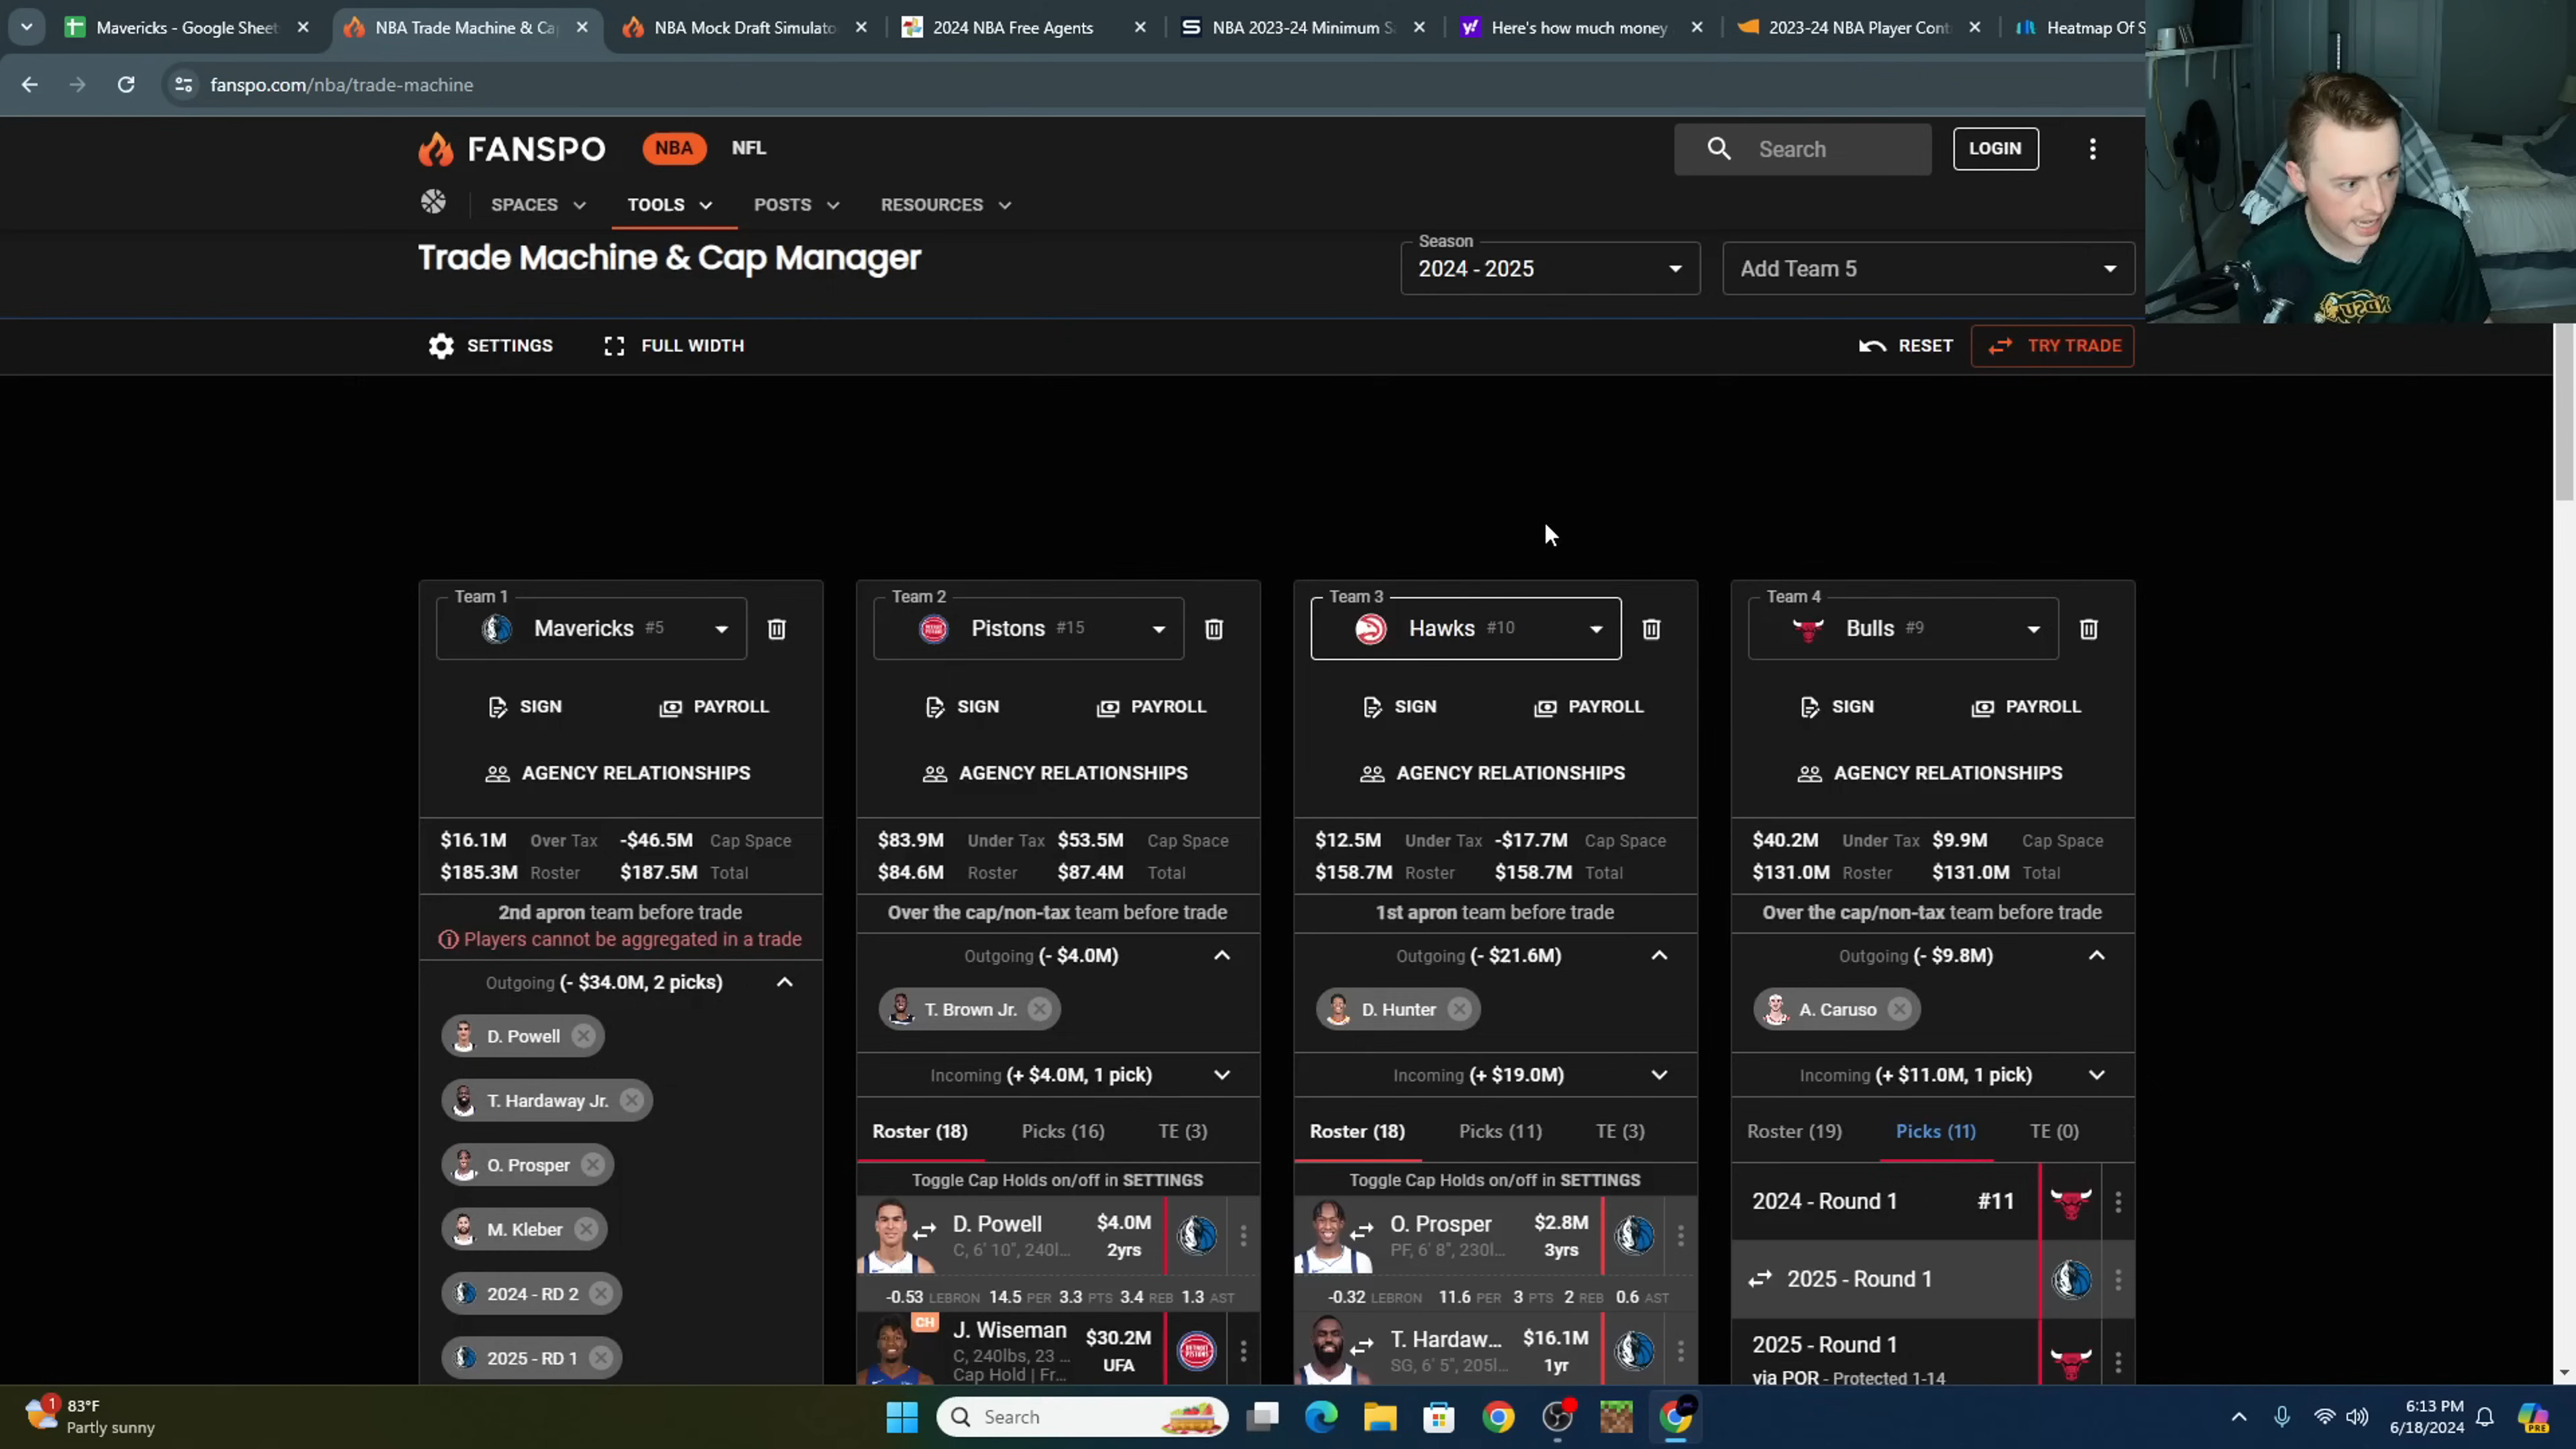 Mavericks - Google Sheet
NBA Trade Machine & Ca
NBA Mock Draft Simulato
2024 NBA Free Agents
NBA 2023-24 Minimum S
Here's how much money
2023-24 NBA Player Cont
Heatmap Of S
fanspo.com/nba/trade-machine
FANSPO
NBA
NFL
Search
LOGIN
SPACES
TOOLS
POSTS
RESOURCES
Trade Machine & Cap Manager
Season
2024 - 2025
Add Team 5
SETTINGS
FULL WIDTH
RESET
TRY TRADE
Team 1
Mavericks #5
SIGN
PAYROLL
AGENCY RELATIONSHIPS
$16.1M Over Tax -$46.5M Cap Space
$185.3M Roster $187.5M Total
2nd apron team before trade
Players cannot be aggregated in a trade
Outgoing (- $34.0M, 2 picks)
D. Powell
T. Hardaway Jr.
O. Prosper
M. Kleber
2024 - RD 2
2025 - RD 1
Team 2
Pistons #15
SIGN
PAYROLL
AGENCY RELATIONSHIPS
$83.9M Under Tax $53.5M Cap Space
$84.6M Roster $87.4M Total
Over the cap/non-tax team before trade
Outgoing (- $4.0M)
T. Brown Jr.
Incoming (+ $4.0M, 1 pick)
Roster (18) Picks (16) TE (3)
Toggle Cap Holds on/off in SETTINGS
D. Powell $4.0M
C, 6' 10", 240l... 2yrs
-0.53 LEBRON 14.5 PER 3.3 PTS 3.4 REB 1.3 AST
CH
J. Wiseman $30.2M
C, 240lbs, 23 ... UFA
Cap Hold | Fr...
DETROIT PISTONS
Team 3
Hawks #10
SIGN
PAYROLL
AGENCY RELATIONSHIPS
$12.5M Under Tax -$17.7M Cap Space
$158.7M Roster $158.7M Total
1st apron team before trade
Outgoing (- $21.6M)
D. Hunter
Incoming (+ $19.0M)
Roster (18) Picks (11) TE (3)
Toggle Cap Holds on/off in SETTINGS
O. Prosper $2.8M
PF, 6' 8", 230l... 3yrs
-0.32 LEBRON 11.6 PER 3 PTS 2 REB 0.6 AST
T. Hardaw... $16.1M
SG, 6' 5", 205l... 1yr
Team 4
Bulls #9
SIGN
PAYROLL
AGENCY RELATIONSHIPS
$40.2M Under Tax $9.9M Cap Space
$131.0M Roster $131.0M Total
Over the cap/non-tax team before trade
Outgoing (- $9.8M)
A. Caruso
Incoming (+ $11.0M, 1 pick)
Roster (19) Picks (11) TE (0)
2024 - Round 1 #11
2025 - Round 1
2025 - Round 1
via POR - Protected 1-14
NDSU
1
83°F
Partly sunny
Search
6:13 PM
6/18/2024
PRE